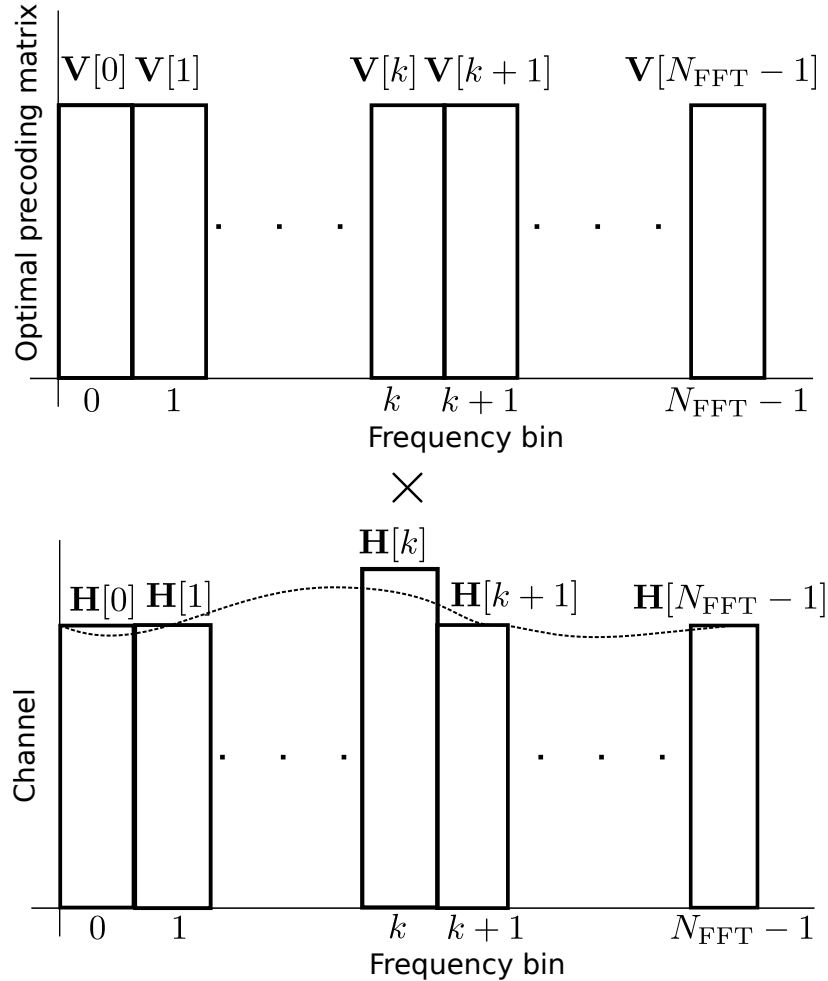 Optimal precoding matrix
V[0] V[1] V[k] V[k + 1] V[N_FFT − 1]
0 1 k k + 1 N_FFT − 1
Frequency bin
×
Channel
H[k]
H[0] H[1] H[k + 1] H[N_FFT − 1]
0 1 k k + 1 N_FFT − 1
Frequency bin